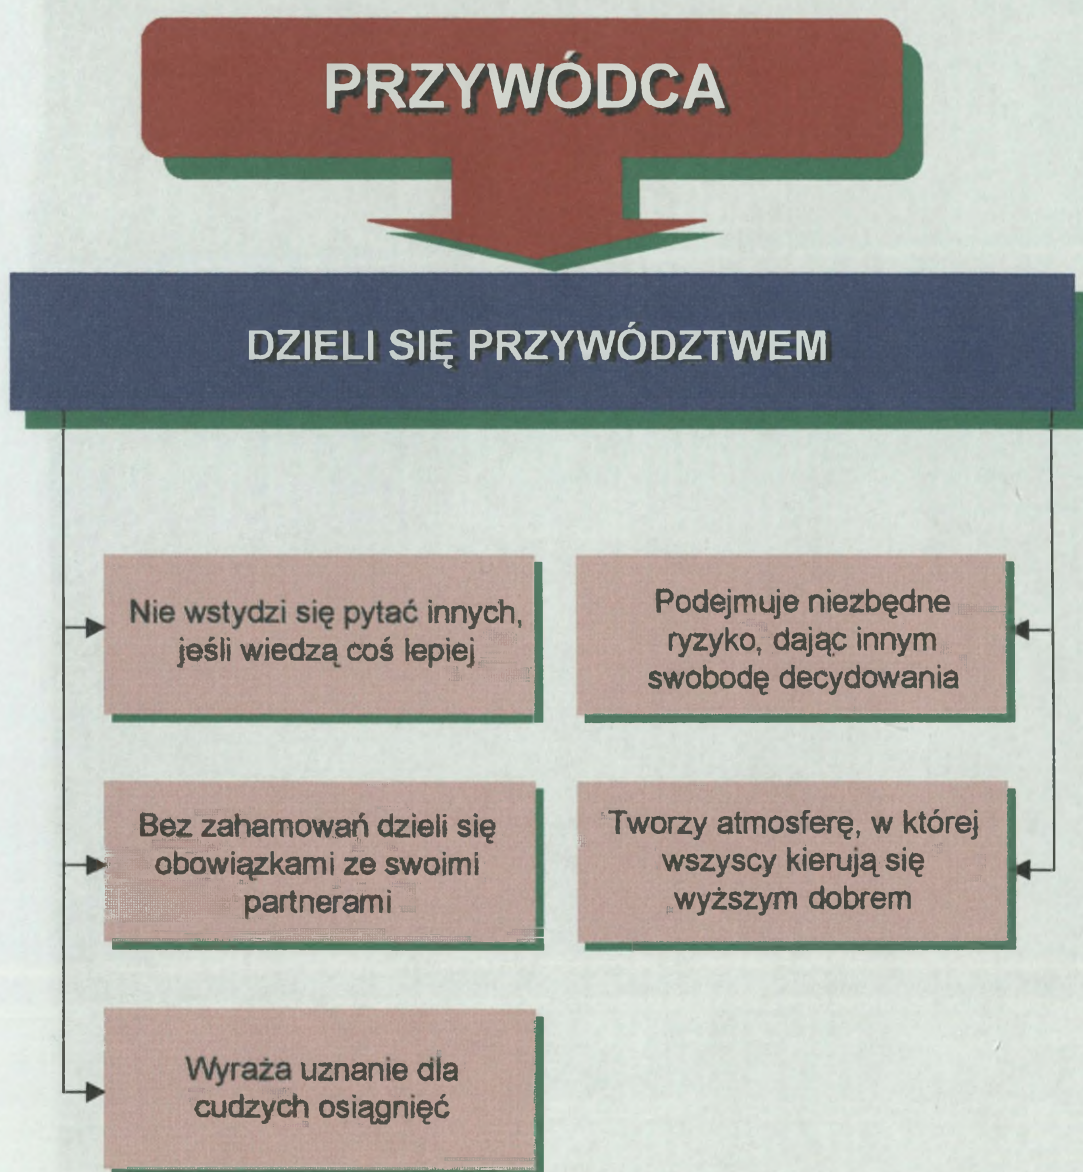 PRZYWÓDCA
DZIELI SIĘ PRZYWÓDZTWEM
Nie wstydzi się pytać innych,
jeśli wiedzą coś lepiej
Bez zahamowań dzieli się
obowiązkami ze swoimi
partnerami
Wyraża uznanie dla
cudzych osiągnięć
Podejmuje niezbędne
ryzyko, dając innym
swobodę decydowania
Tworzy atmosferę, w której
wszyscy kierują się
wyższym dobrem